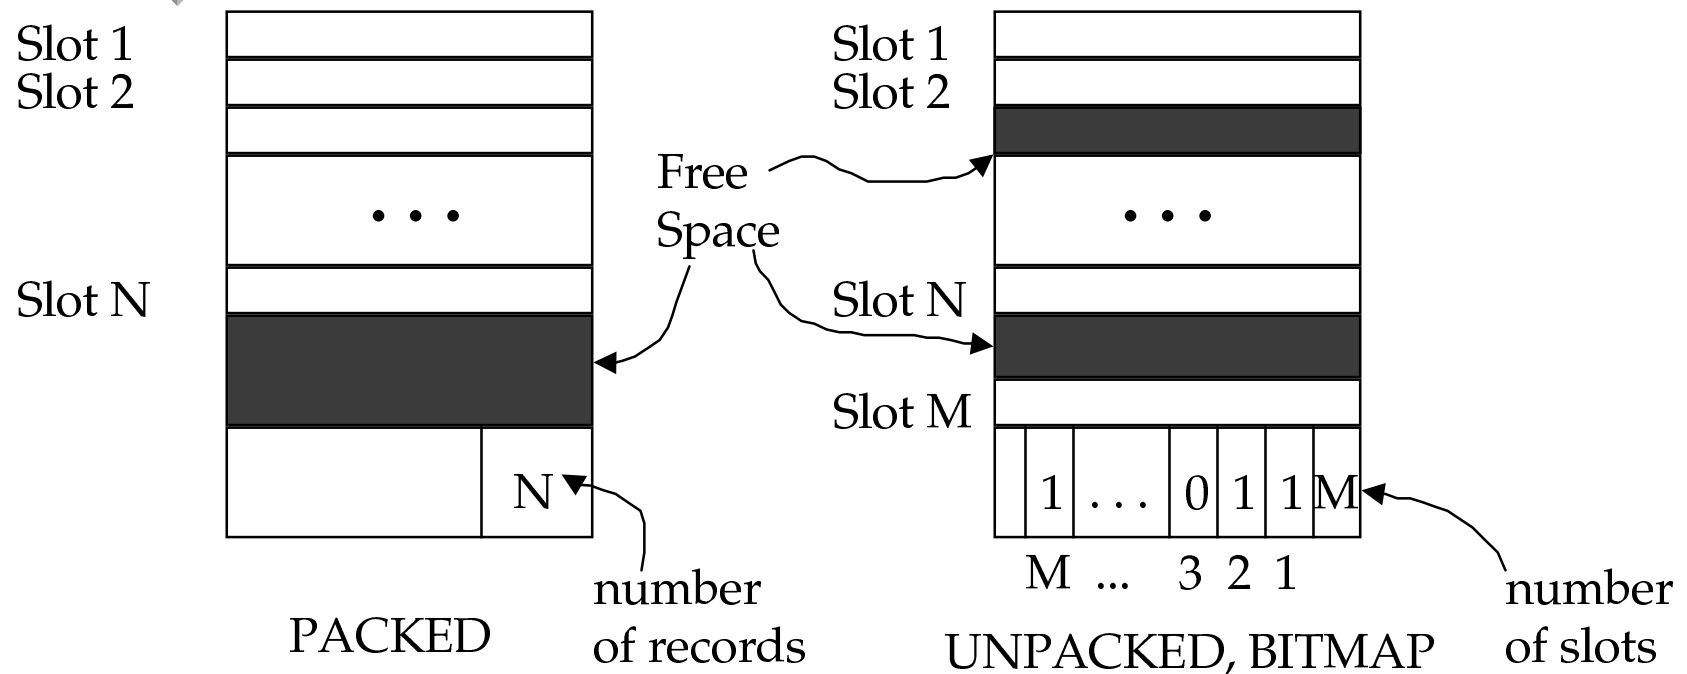 Slot 1
Slot 2
Slot N
N
number
of records
PACKED
Free
Space
Slot 1
Slot 2
Slot N
Slot M
1 ... 0 1 1 M
M ... 3 2 1
number
of slots
UNPACKED, BITMAP